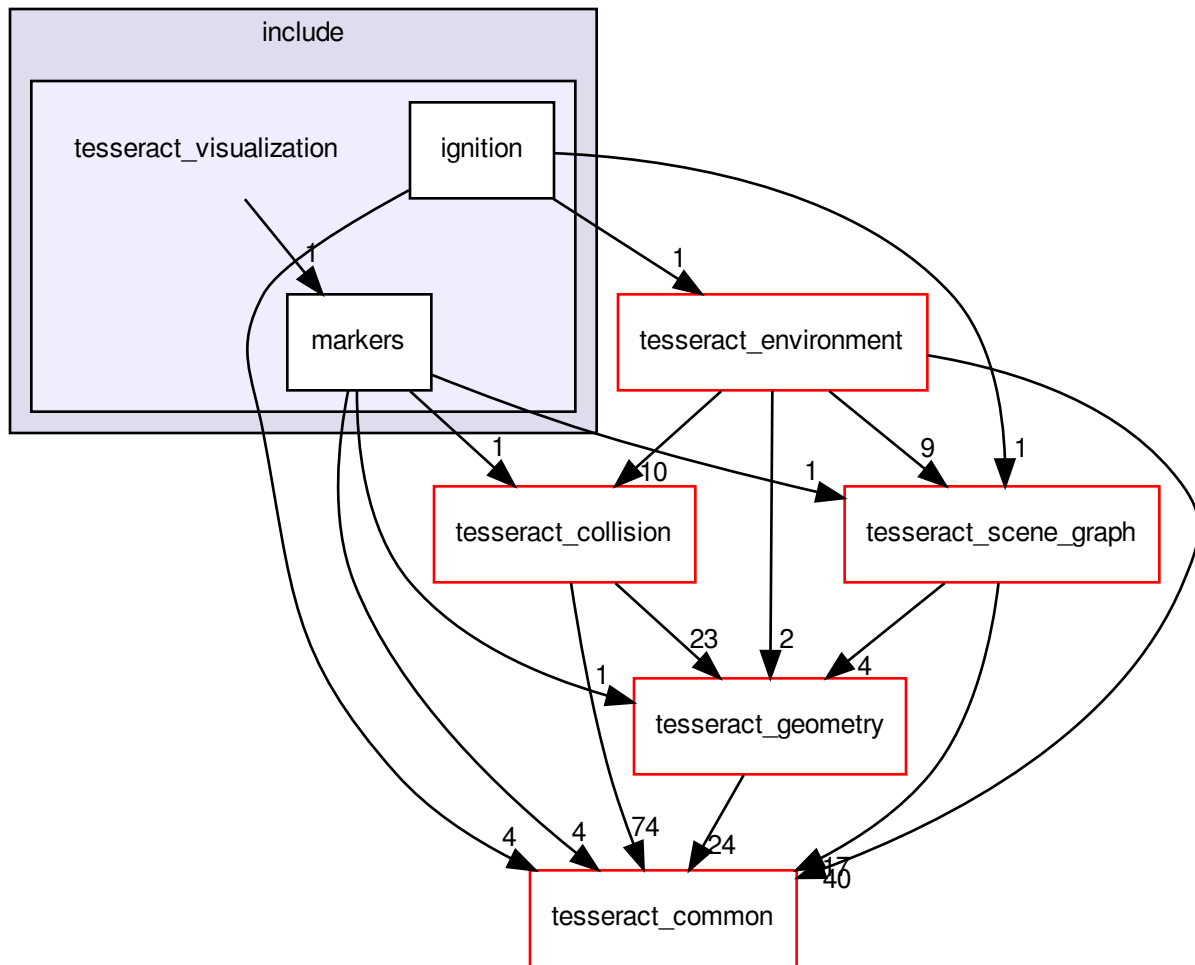 include
tesseract_visualization
ignition
1
1
markers
tesseract_environment
1
10
9
1
1
tesseract_collision
tesseract_scene_graph
1
23
2
4
tesseract_geometry
4
4
74
24
17
40
tesseract_common